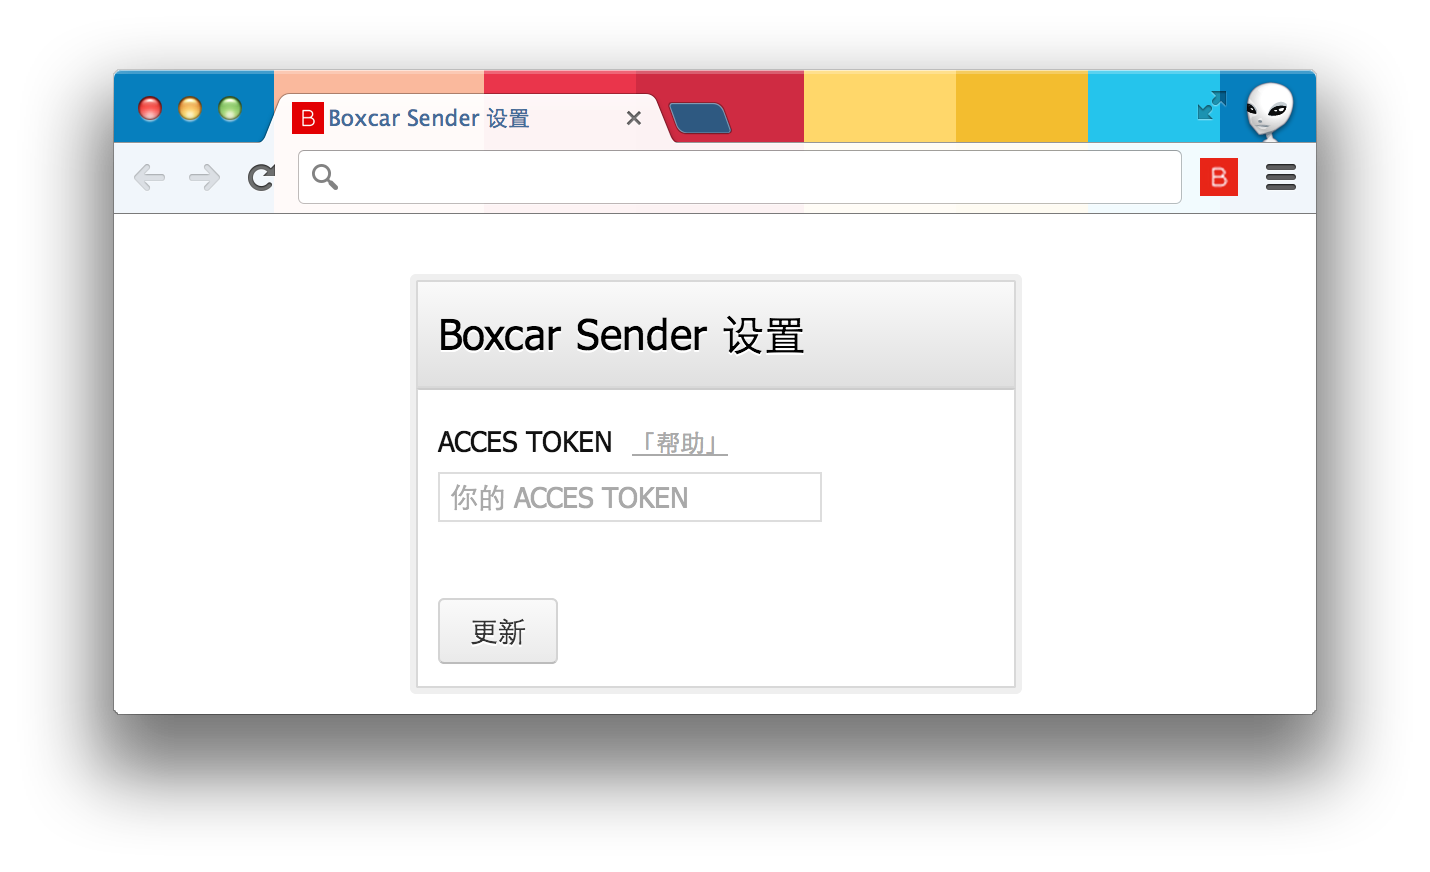 B Boxcar Sender 设置
B
Boxcar Sender 设置
ACCES TOKEN 「帮助」
你的 ACCES TOKEN
更新